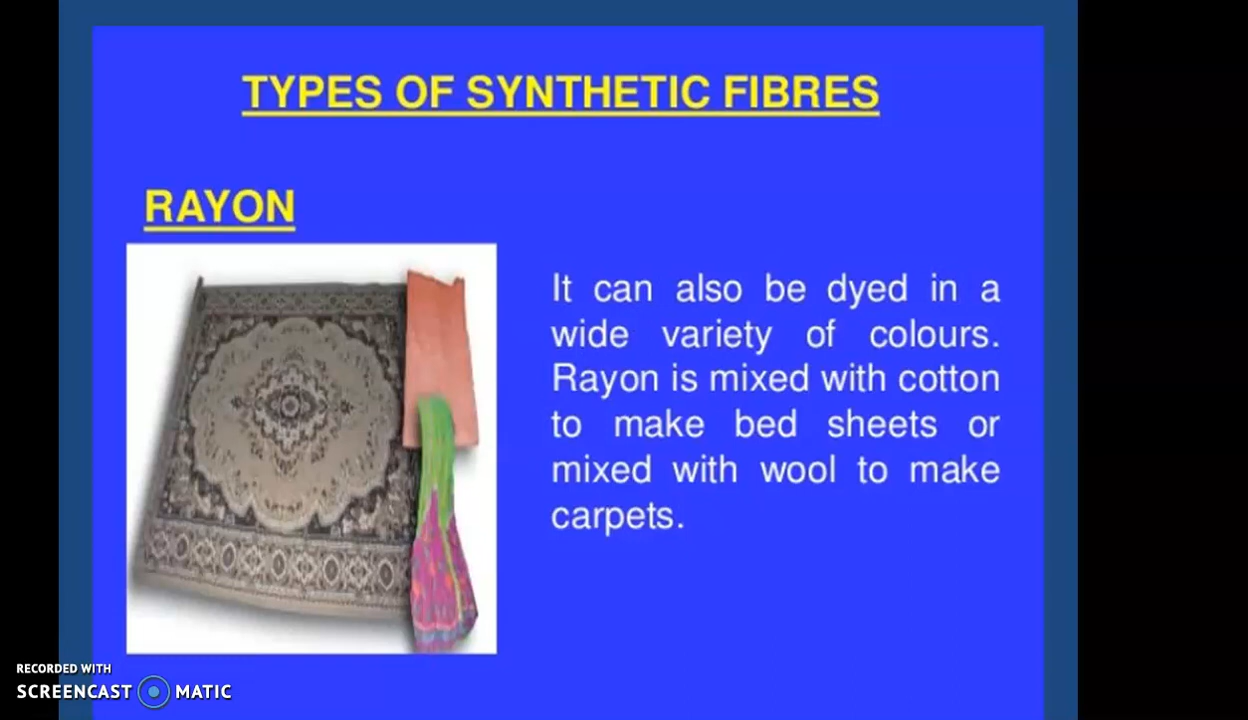 TYPES OF SYNTHETIC FIBRES
RAYON
It can also be dyed in a
wide variety of colours.
Rayon is mixed with cotton
to make bed sheets or
mixed with wool to make
carpets.
RECORDED WITH
SCREENCAST MATIC